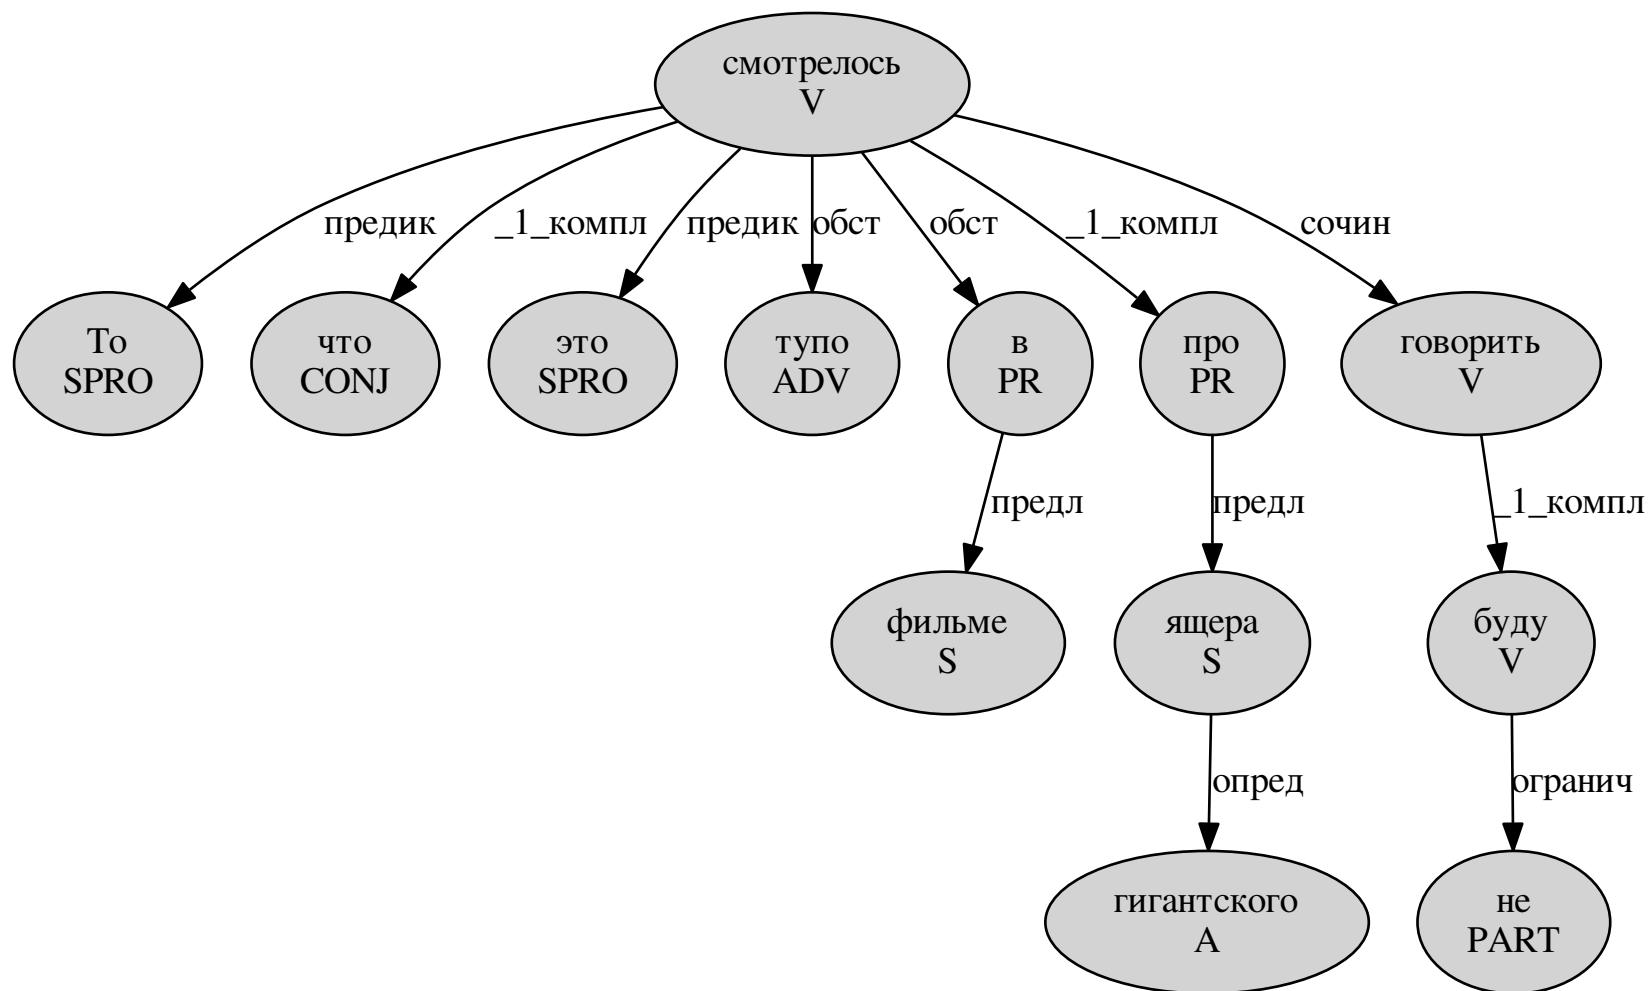 смотрелось
V
предик
_1_компл
предик
обст
обст
_1_компл
сочин
То
SPRO
что
CONJ
это
SPRO
тупо
ADV
в
PR
про
PR
говорить
V
предл
предл
_1_компл
фильме
S
ящера
S
буду
V
опред
огранич
гигантского
A
не
PART